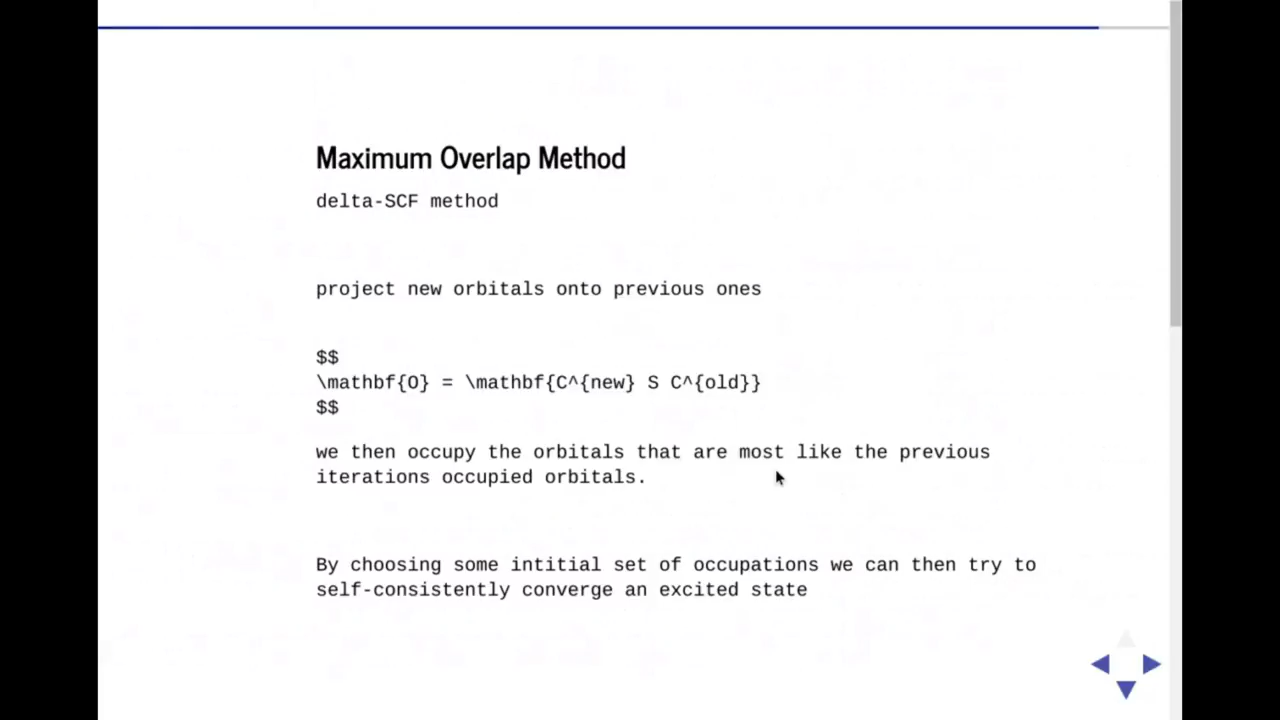 Maximum Overlap Method
delta-SCF method
project new orbitals onto previous ones
$$
\mathbf{O} = \mathbf{C^{new} S C^{old}}
$$
we then occupy the orbitals that are most like the previous
iterations occupied orbitals.
By choosing some intitial set of occupations we can then try to
self-consistently converge an excited state